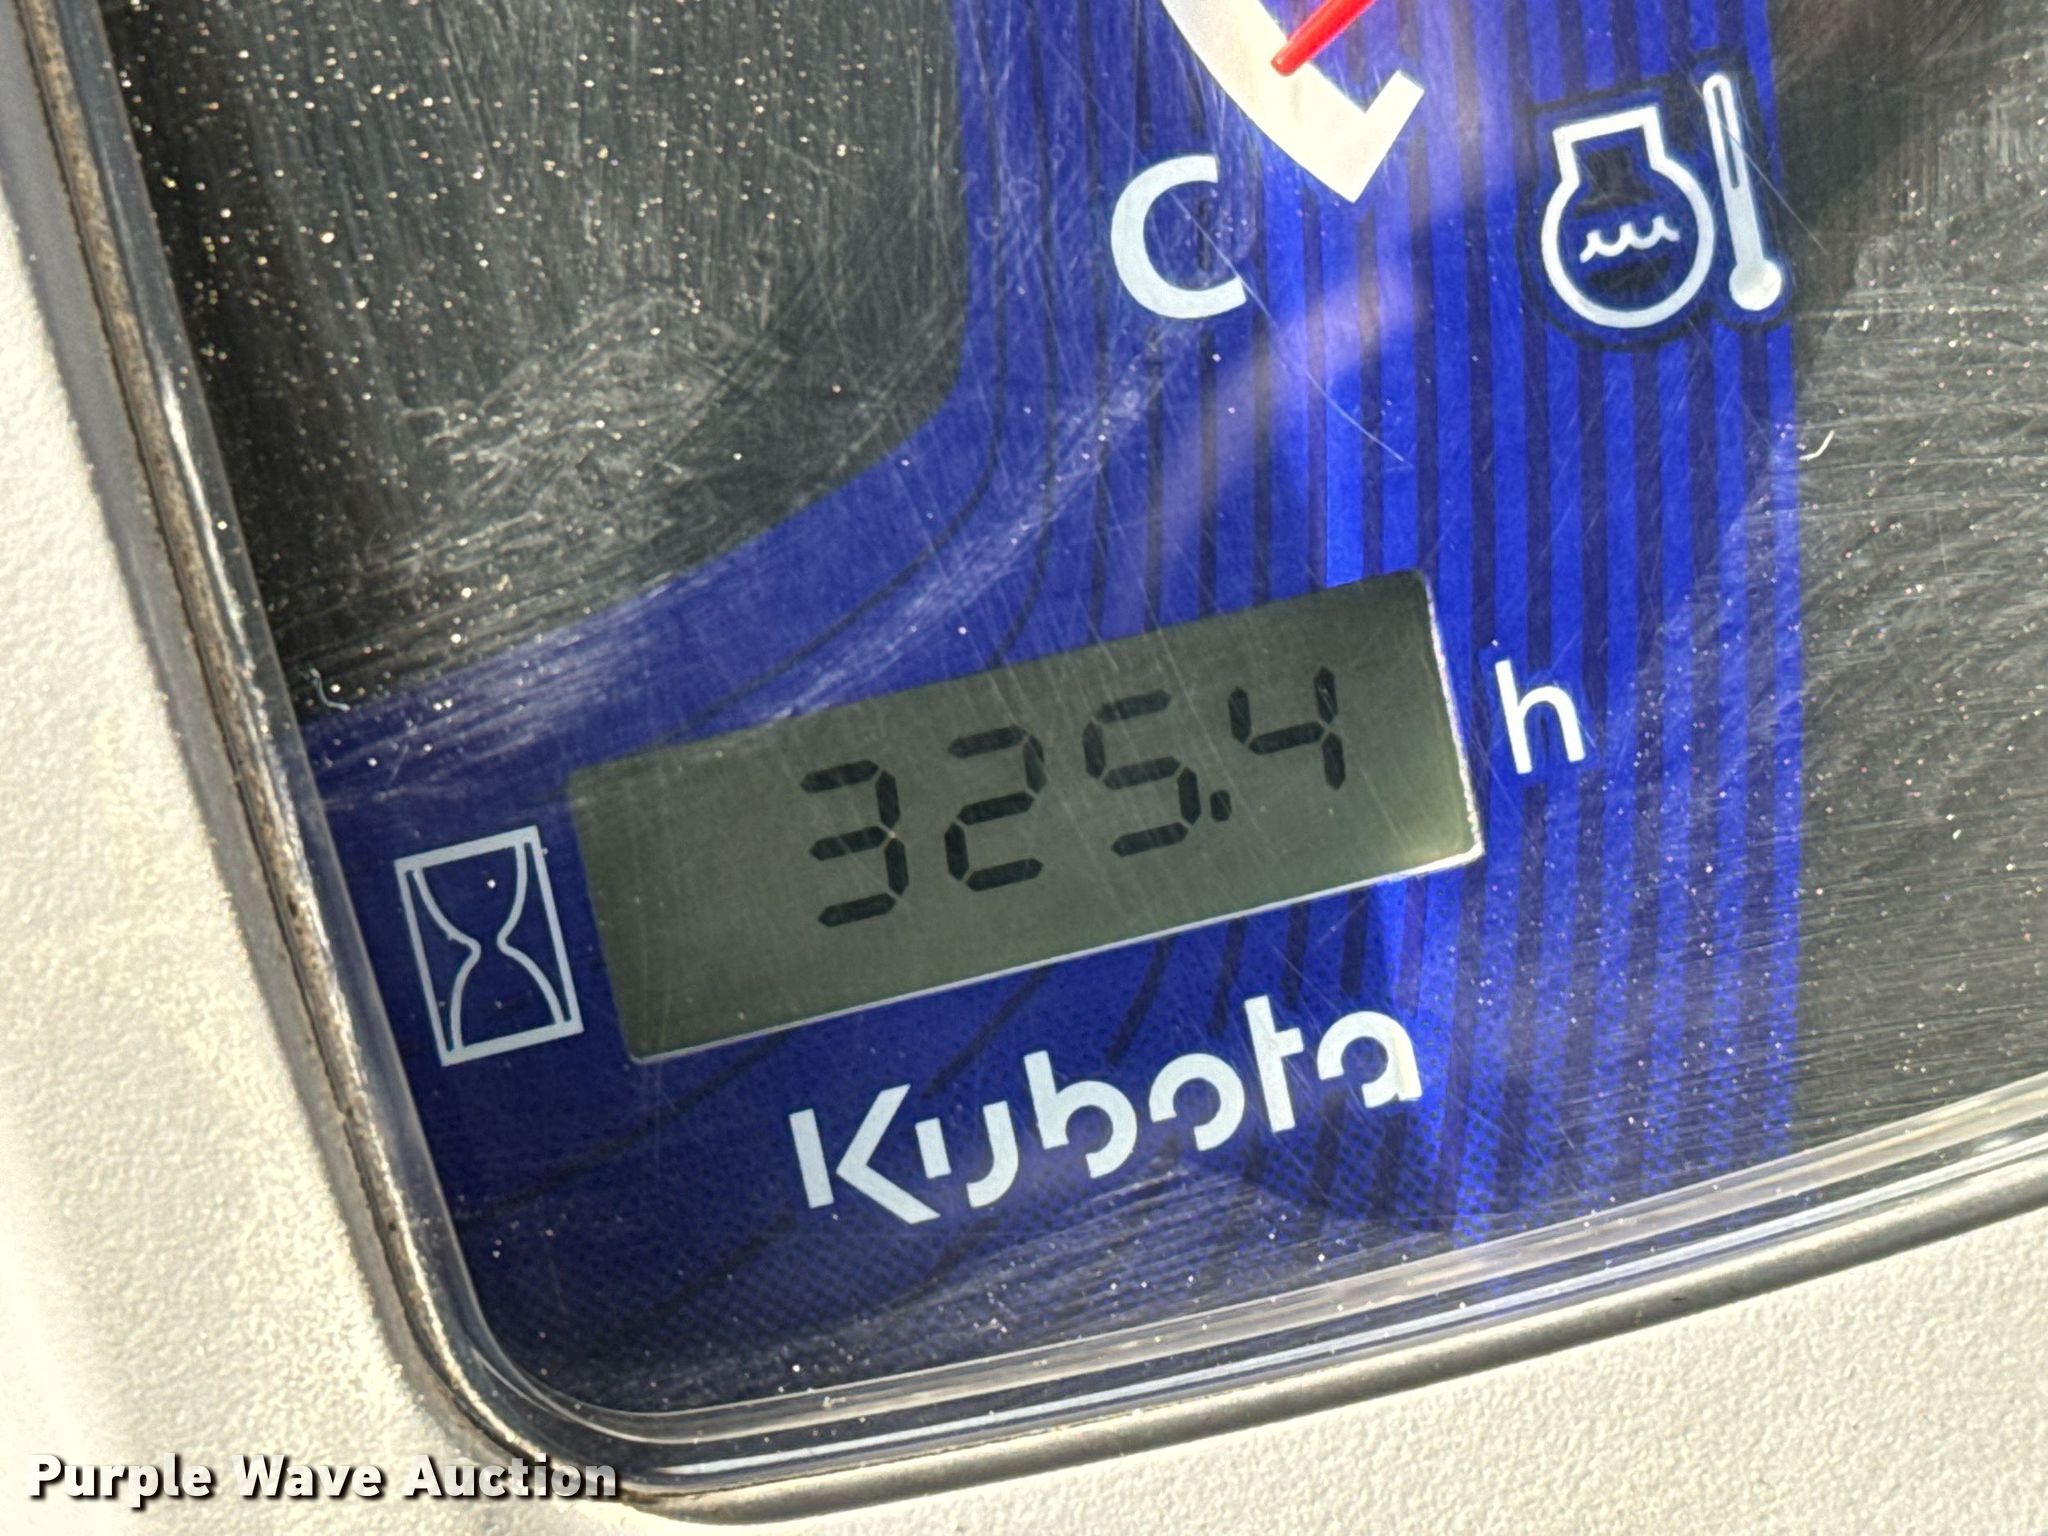 C
325.4 h
Kubota
Purple Wave Auction